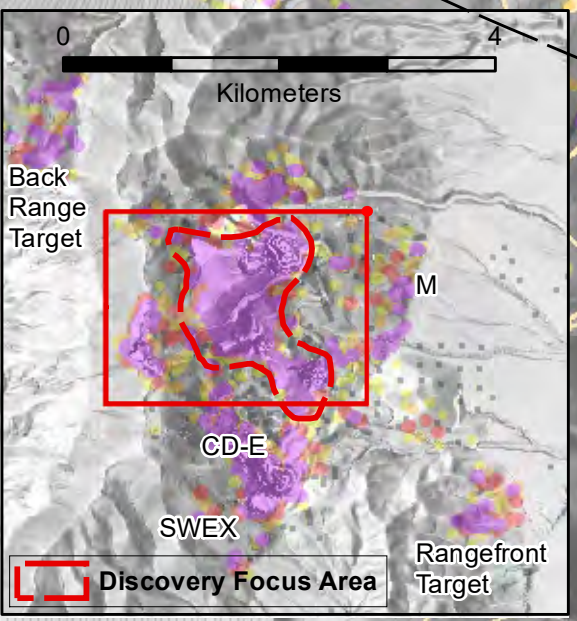 0 4
Kilometers
Back
Range
Target
M
CD-E
SWEX
Rangefront
Target
Discovery Focus Area